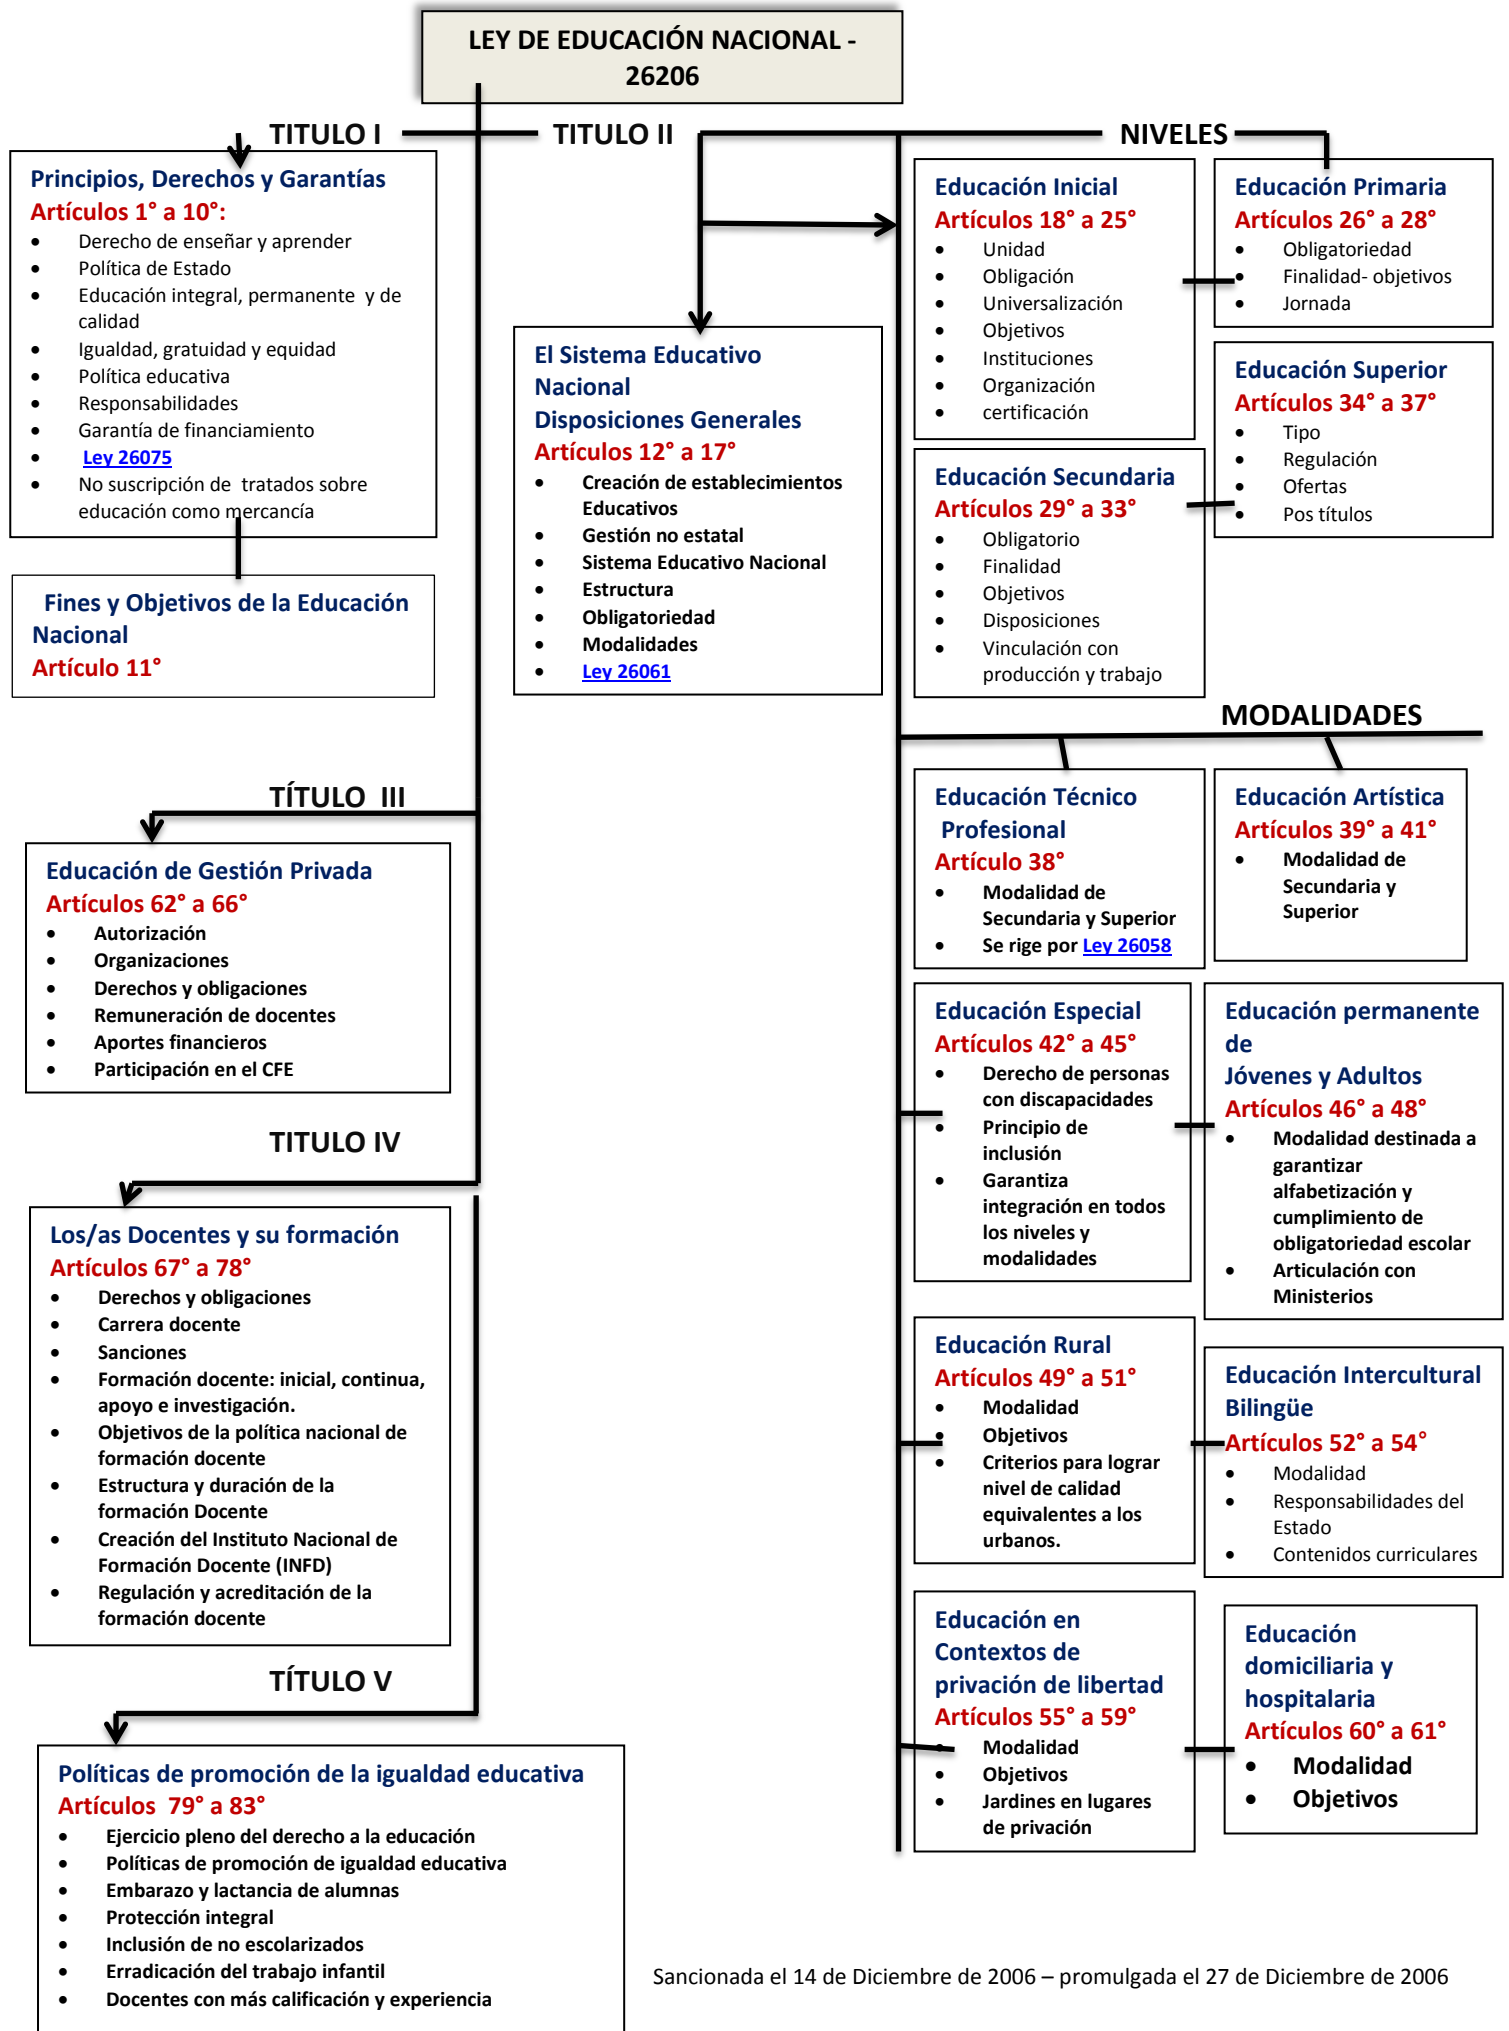 LEY DE EDUCACIÓN NACIONAL -
26206
TITULO I
Principios, Derechos y Garantías
Artículos 1° a 10°:
• Derecho de enseñar y aprender
• Política de Estado
• Educación integral, permanente y de
calidad
• Igualdad, gratuidad y equidad
• Política educativa
• Responsabilidades
• Garantía de financiamiento
• Ley 26075
• No suscripción de tratados sobre
educación como mercancía
Fines y Objetivos de la Educación
Nacional
Artículo 11°
TITULO II
El Sistema Educativo
Nacional
Disposiciones Generales
Artículos 12° a 17°
• Creación de establecimientos
Educativos
• Gestión no estatal
• Sistema Educativo Nacional
• Estructura
• Obligatoriedad
• Modalidades
• Ley 26061
NIVELES
Educación Inicial
Artículos 18° a 25°
• Unidad
• Obligación
• Universalización
• Objetivos
• Instituciones
• Organización
• certificación
Educación Primaria
Artículos 26° a 28°
• Obligatoriedad
• Finalidad- objetivos
• Jornada
Educación Secundaria
Artículos 29° a 33°
• Obligatorio
• Finalidad
• Objetivos
• Disposiciones
• Vinculación con
producción y trabajo
Educación Superior
Artículos 34° a 37°
• Tipo
• Regulación
• Ofertas
• Pos títulos
MODALIDADES
Educación Técnico
Profesional
Artículo 38°
• Modalidad de
Secundaria y Superior
• Se rige por Ley 26058
Educación Artística
Artículos 39° a 41°
• Modalidad de
Secundaria y
Superior
Educación Especial
Artículos 42° a 45°
• Derecho de personas
con discapacidades
• Principio de
inclusión
• Garantiza
integración en todos
los niveles y
modalidades
Educación permanente
de
Jóvenes y Adultos
Artículos 46° a 48°
• Modalidad destinada a
garantizar
alfabetización y
cumplimiento de
obligatoriedad escolar
• Articulación con
Ministerios
Educación Rural
Artículos 49° a 51°
• Modalidad
• Objetivos
• Criterios para lograr
nivel de calidad
equivalentes a los
urbanos.
Educación Intercultural
Bilingüe
Artículos 52° a 54°
• Modalidad
• Responsabilidades del
Estado
• Contenidos curriculares
Educación en
Contextos de
privación de libertad
Artículos 55° a 59°
• Modalidad
• Objetivos
• Jardines en lugares
de privación
Educación
domiciliaria y
hospitalaria
Artículos 60° a 61°
• Modalidad
• Objetivos
TÍTULO III
Educación de Gestión Privada
Artículos 62° a 66°
• Autorización
• Organizaciones
• Derechos y obligaciones
• Remuneración de docentes
• Aportes financieros
• Participación en el CFE
TITULO IV
Los/as Docentes y su formación
Artículos 67° a 78°
• Derechos y obligaciones
• Carrera docente
• Sanciones
• Formación docente: inicial, continua,
apoyo e investigación.
• Objetivos de la política nacional de
formación docente
• Estructura y duración de la
formación Docente
• Creación del Instituto Nacional de
Formación Docente (INFD)
• Regulación y acreditación de la
formación docente
TÍTULO V
Políticas de promoción de la igualdad educativa
Artículos 79° a 83°
• Ejercicio pleno del derecho a la educación
• Políticas de promoción de igualdad educativa
• Embarazo y lactancia de alumnas
• Protección integral
• Inclusión de no escolarizados
• Erradicación del trabajo infantil
• Docentes con más calificación y experiencia
Sancionada el 14 de Diciembre de 2006 – promulgada el 27 de Diciembre de 2006